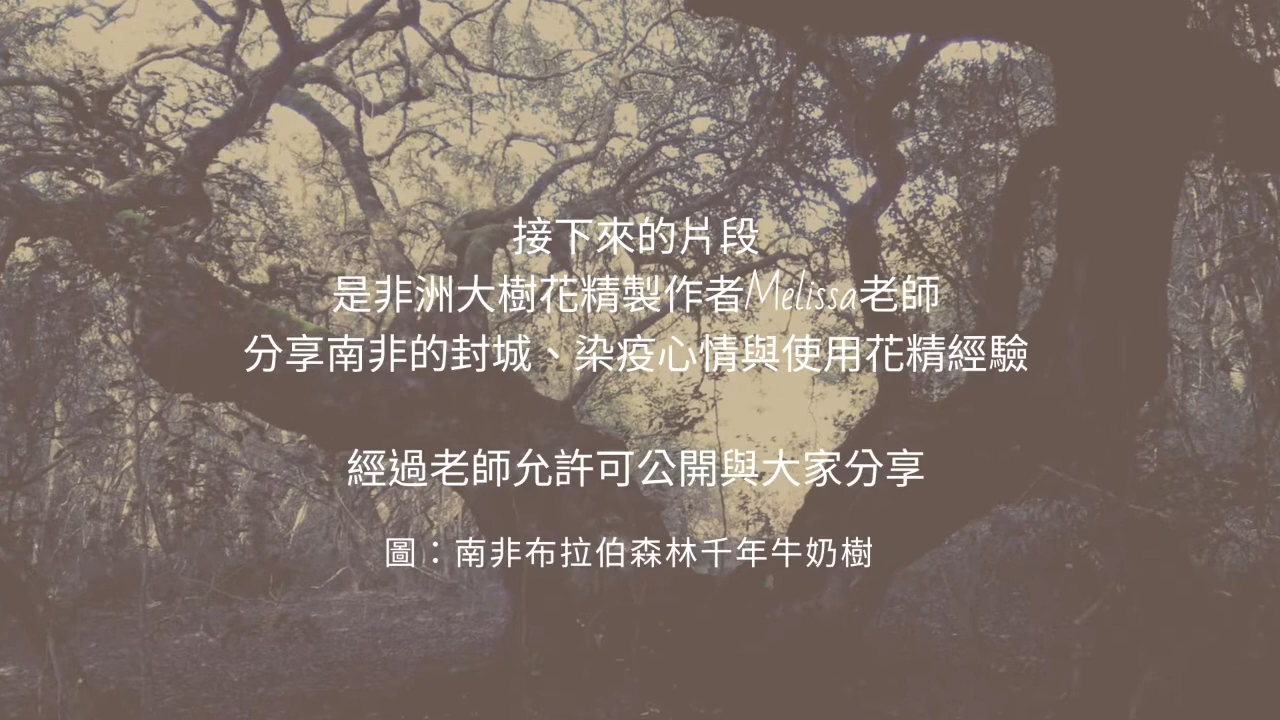 接下來的片段
是非洲大樹花精製作者Melissa老師
分享南非的封城、染疫心情與使用花精經驗
經過老師允許可公開與大家分享
圖：南非布拉伯森林千年牛奶樹